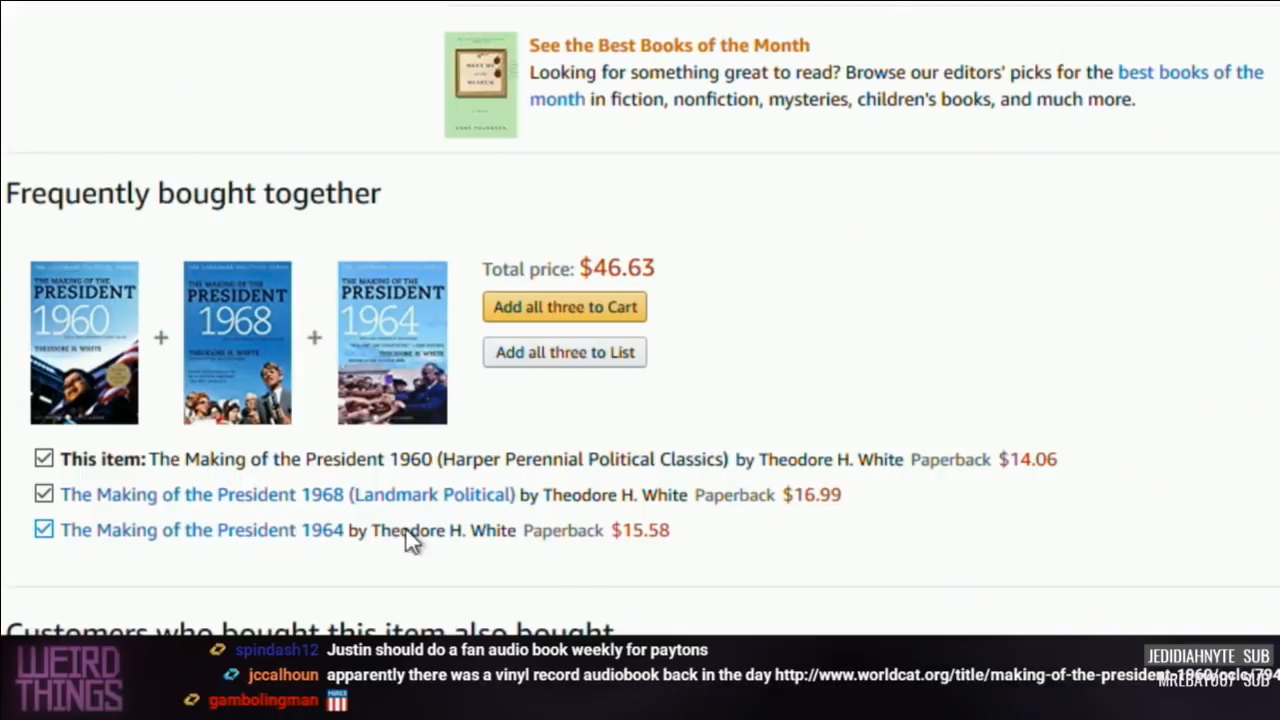 See the Best Books of the Month
Looking for something great to read? Browse our editors' picks for the best books of the
month in fiction, nonfiction, mysteries, children's books, and much more.
Frequently bought together
THE MAKING OF THE
PRESIDENT
1960
THEODORE H. WHITE
+
THE MAKING OF THE
PRESIDENT
1968
THEODORE H. WHITE
+
THE MAKING OF THE
PRESIDENT
1964
THEODORE H. WHITE
Total price: $46.63
Add all three to Cart
Add all three to List
This item: The Making of the President 1960 (Harper Perennial Political Classics) by Theodore H. White Paperback $14.06
The Making of the President 1968 (Landmark Political) by Theodore H. White Paperback $16.99
The Making of the President 1964 by Theodore H. White Paperback $15.58
Customers who bought this item also bought
WEIRD
THINGS
spindash12 Justin should do a fan audio book weekly for paytons
jccalhoun apparently there was a vinyl record audiobook back in the day http://www.worldcat.org/title/making-of-the-president-1960/oclc/794
gambolingman
JEDIDIAHNYTE SUB